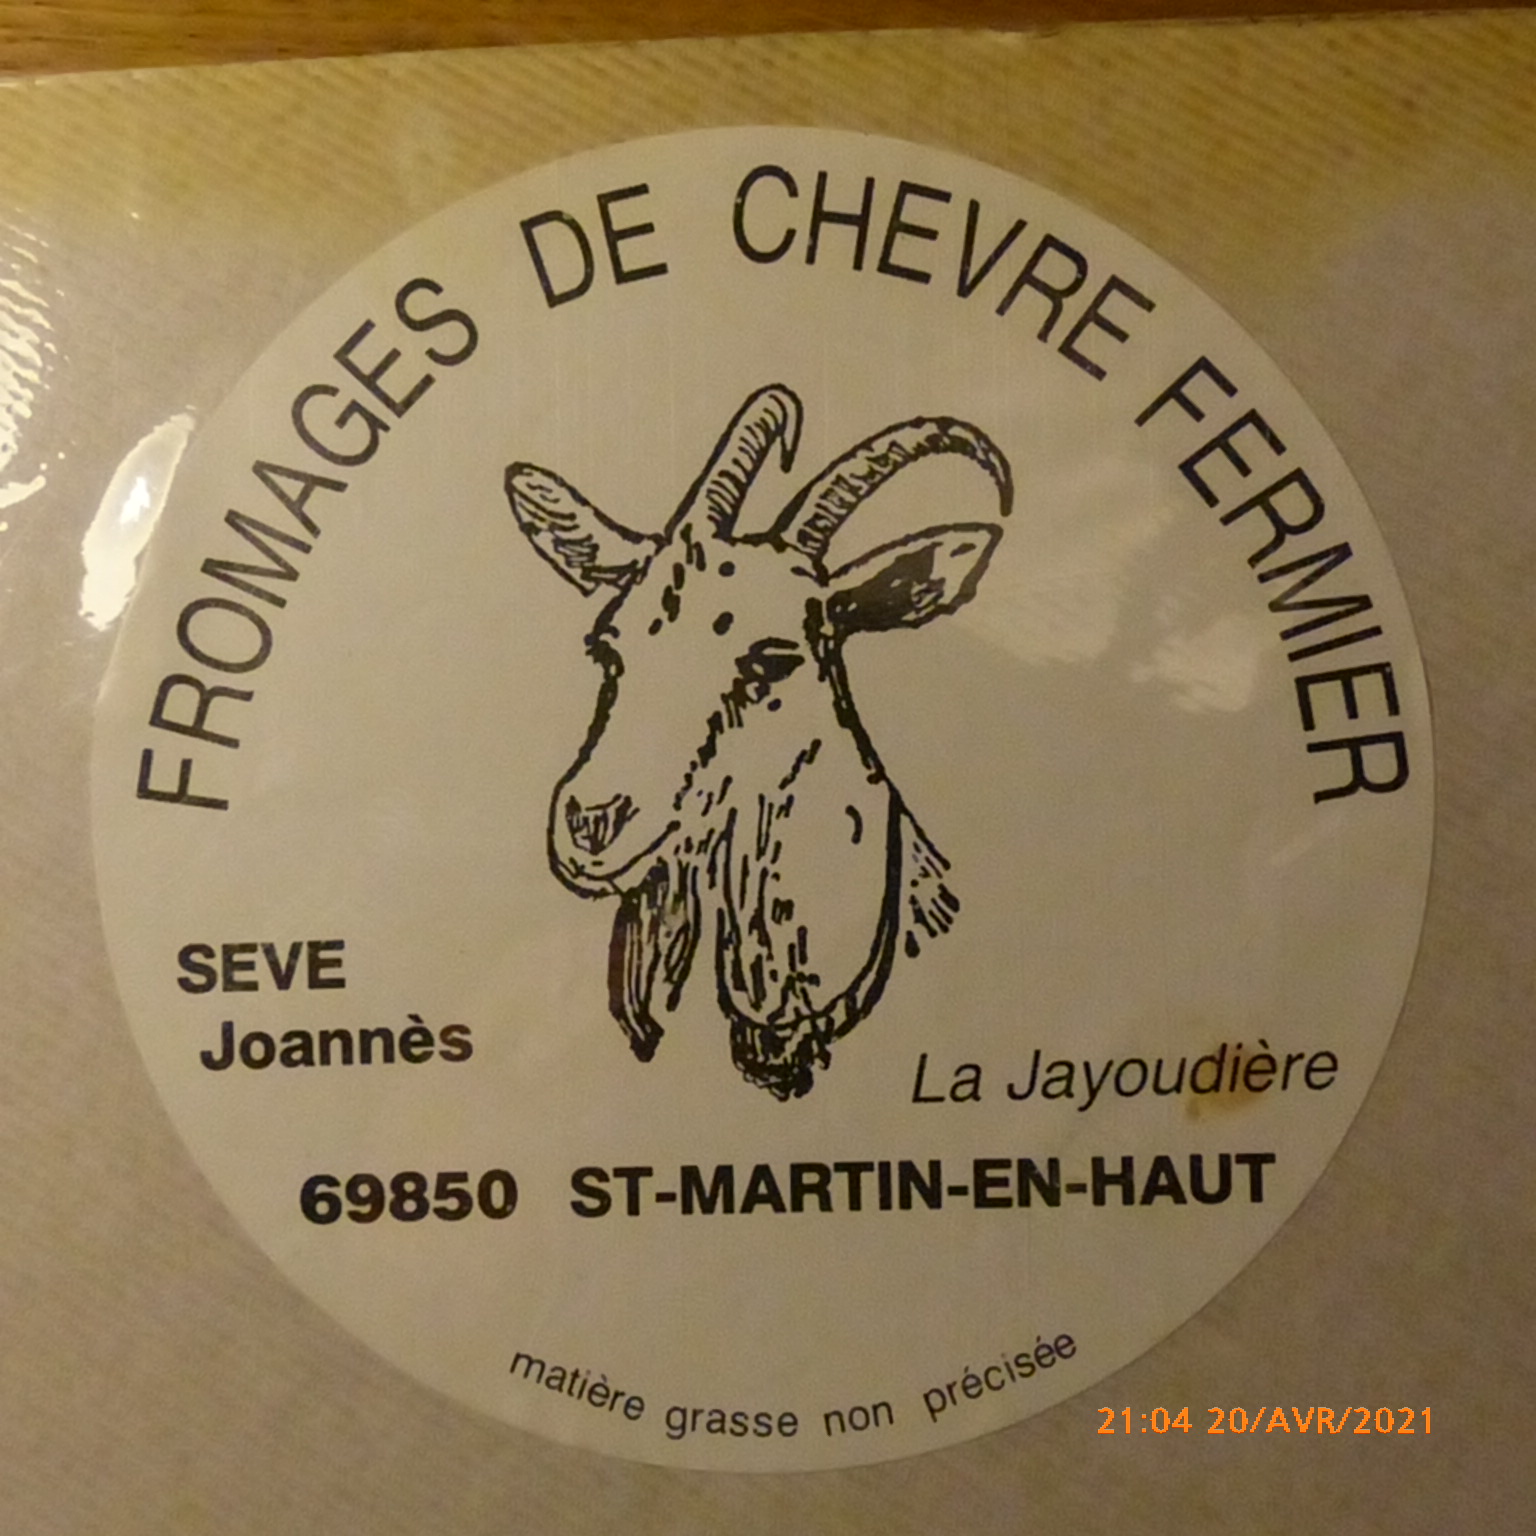 FROMAGES DE CHEVRE FERMIER
SEVE
Joannès
La Jayoudière
69850 ST-MARTIN-EN-HAUT
matière grasse non précisée
21:04 20/AVR/2021